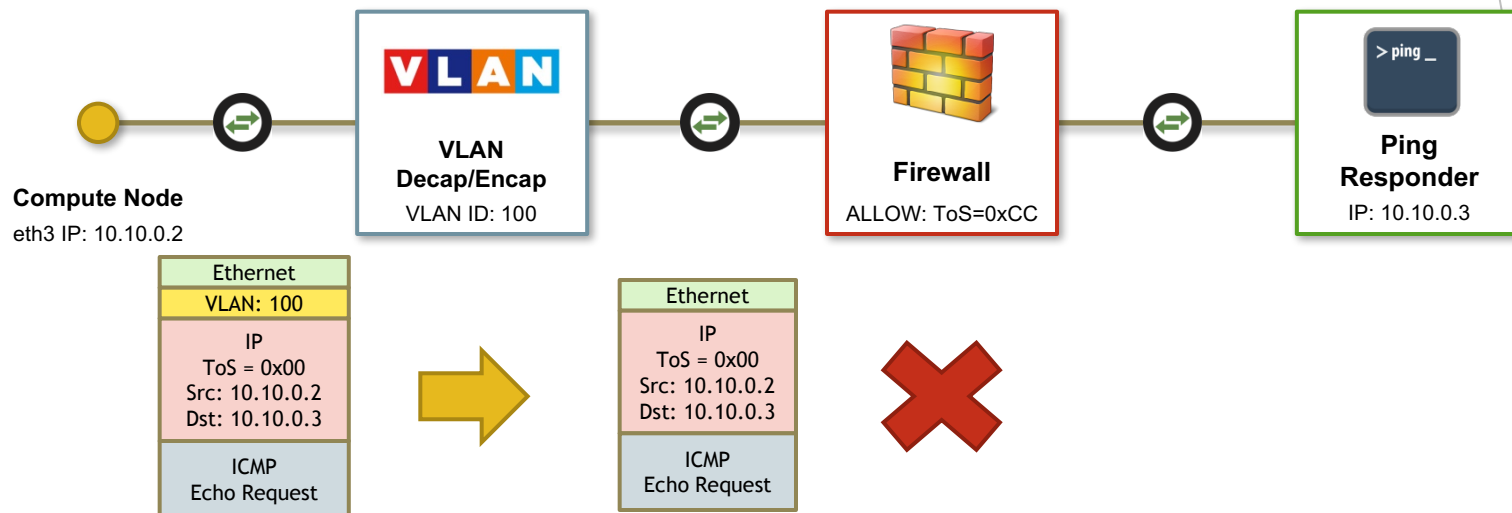 VLAN
VLAN
Decap/Encap
VLAN ID: 100
Firewall
ALLOW: ToS=0xCC
> ping _
Ping
Responder
IP: 10.10.0.3
Compute Node
eth3 IP: 10.10.0.2
Ethernet
VLAN: 100
IP
ToS = 0x00
Src: 10.10.0.2
Dst: 10.10.0.3
ICMP
Echo Request
Ethernet
IP
ToS = 0x00
Src: 10.10.0.2
Dst: 10.10.0.3
ICMP
Echo Request